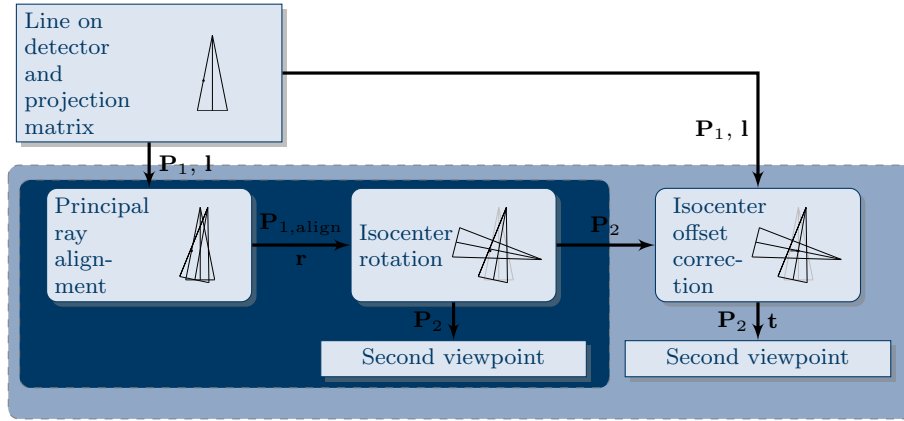 Line on
detector
and
projection
matrix
P₁, l
P₁, l
Principal
ray
align-
ment
P₁,align
r
Isocenter
rotation
P₂
Isocenter
offset
correc-
tion
P₂
P₂ t
Second viewpoint
Second viewpoint